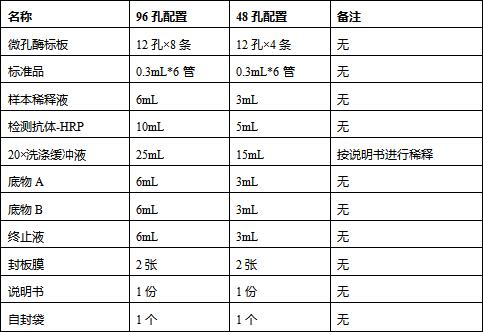 名称 96 孔配置 48 孔配置 备注
微孔酶标板 12 孔×8 条 12 孔×4 条 无
标准品 0.3mL*6 管 0.3mL*6 管 无
样本稀释液 6mL 3mL 无
检测抗体-HRP 10mL 5mL 无
20×洗涤缓冲液 25mL 15mL 按说明书进行稀释
底物 A 6mL 3mL 无
底物 B 6mL 3mL 无
终止液 6mL 3mL 无
封板膜 2 张 2 张 无
说明书 1 份 1 份 无
自封袋 1 个 1 个 无